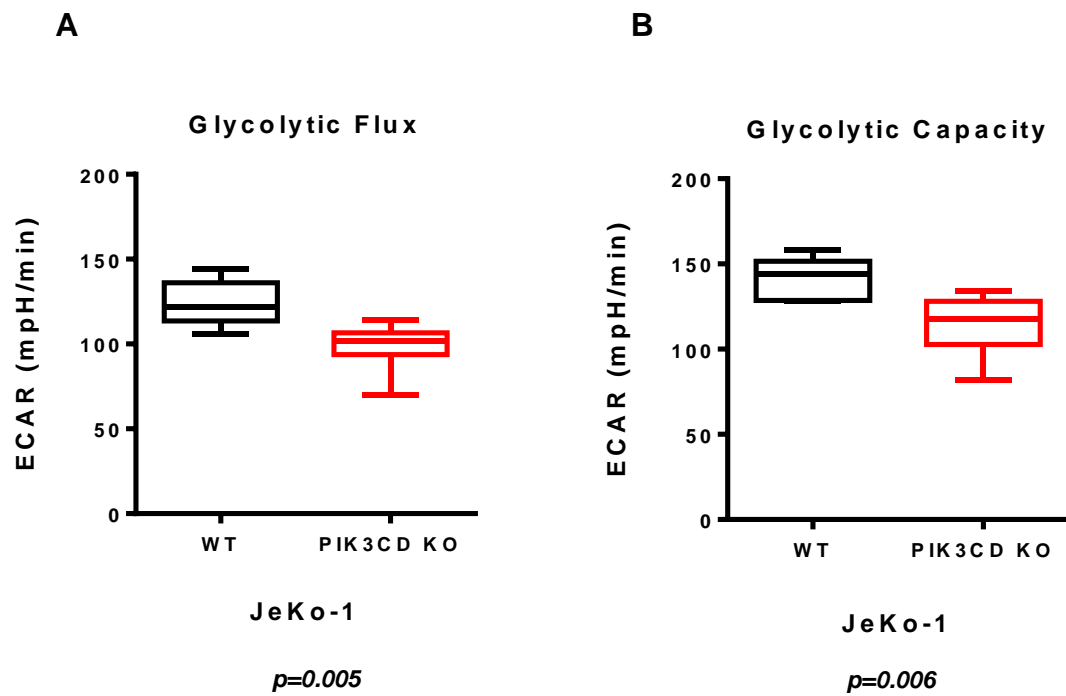 A
Glycolytic Flux
ECAR (mpH/min)
200
150
100
50
0
WT PIK3CD KO
JeKo-1
p=0.005
B
Glycolytic Capacity
ECAR (mpH/min)
200
150
100
50
0
WT PIK3CD KO
JeKo-1
p=0.006